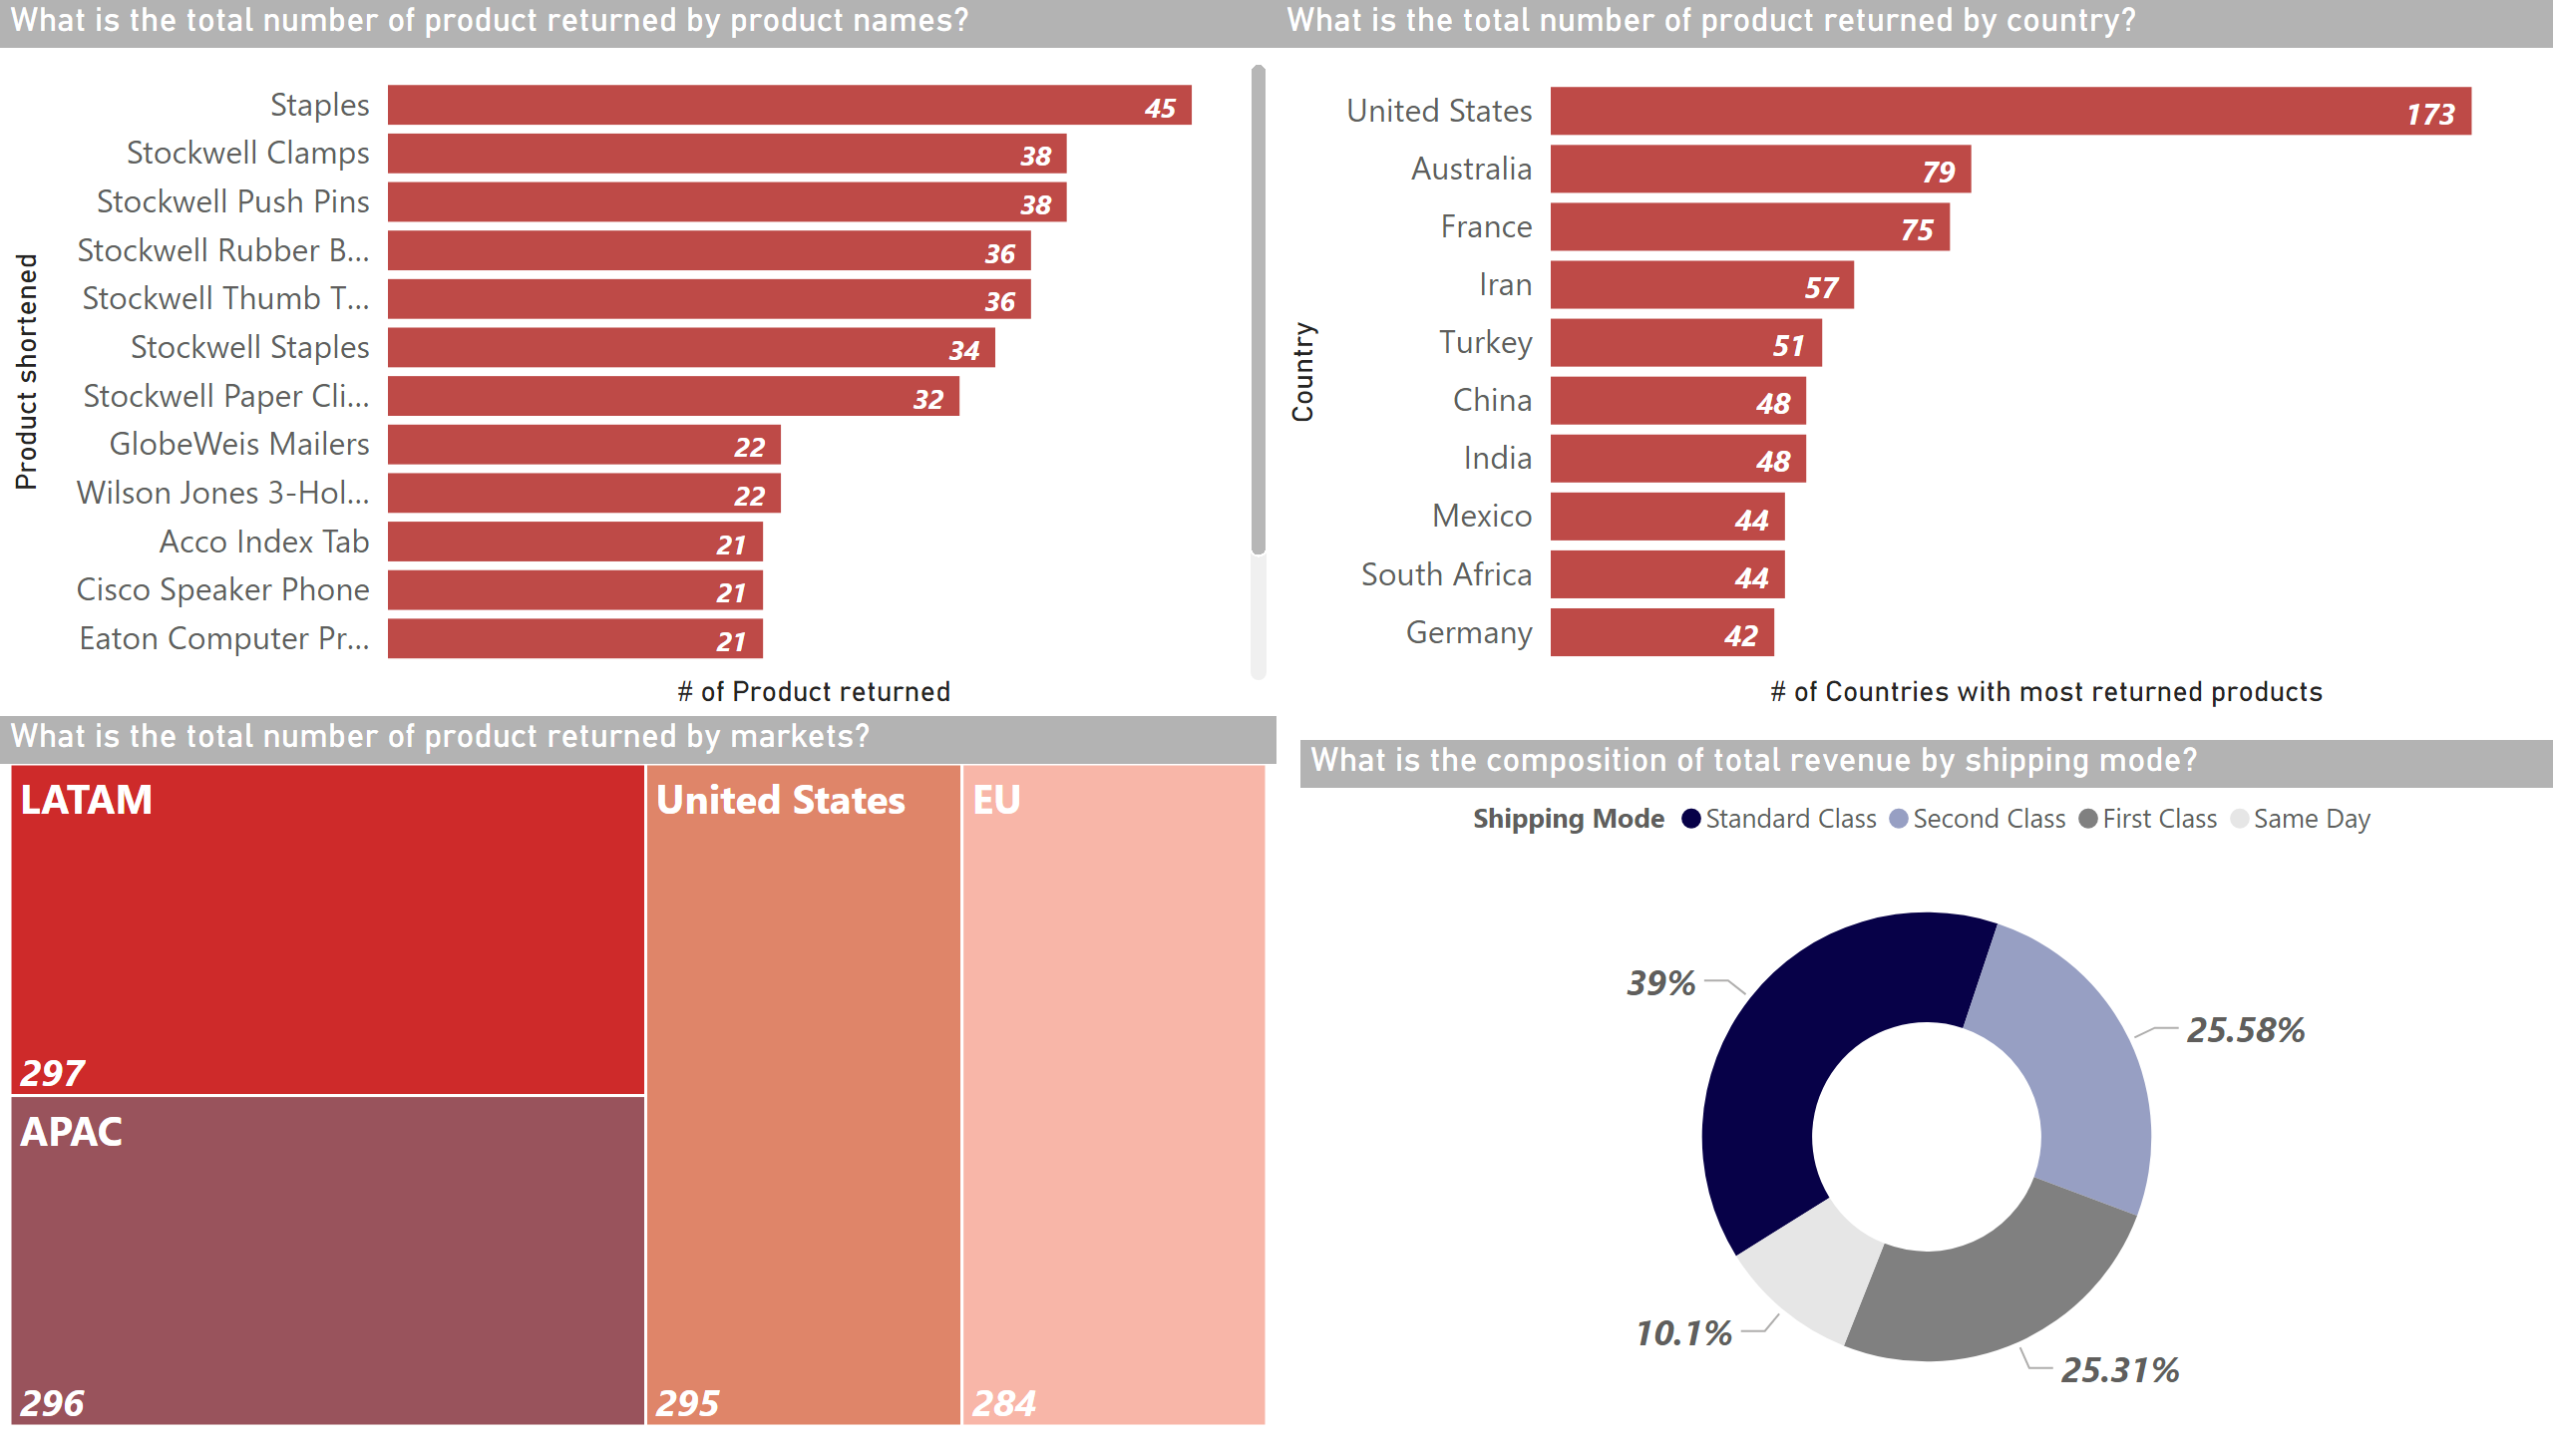 What is the total number of product returned by product names?
Product shortened
Staples 45
Stockwell Clamps 38
Stockwell Push Pins 38
Stockwell Rubber B... 36
Stockwell Thumb T... 36
Stockwell Staples 34
Stockwell Paper Cli... 32
GlobeWeis Mailers 22
Wilson Jones 3-Hol... 22
Acco Index Tab 21
Cisco Speaker Phone 21
Eaton Computer Pr... 21
# of Product returned
What is the total number of product returned by country?
Country
United States 173
Australia 79
France 75
Iran 57
Turkey 51
China 48
India 48
Mexico 44
South Africa 44
Germany 42
# of Countries with most returned products
What is the total number of product returned by markets?
LATAM
297
APAC
296
United States
295
EU
284
What is the composition of total revenue by shipping mode?
Shipping Mode Standard Class Second Class First Class Same Day
39%
25.58%
10.1%
25.31%